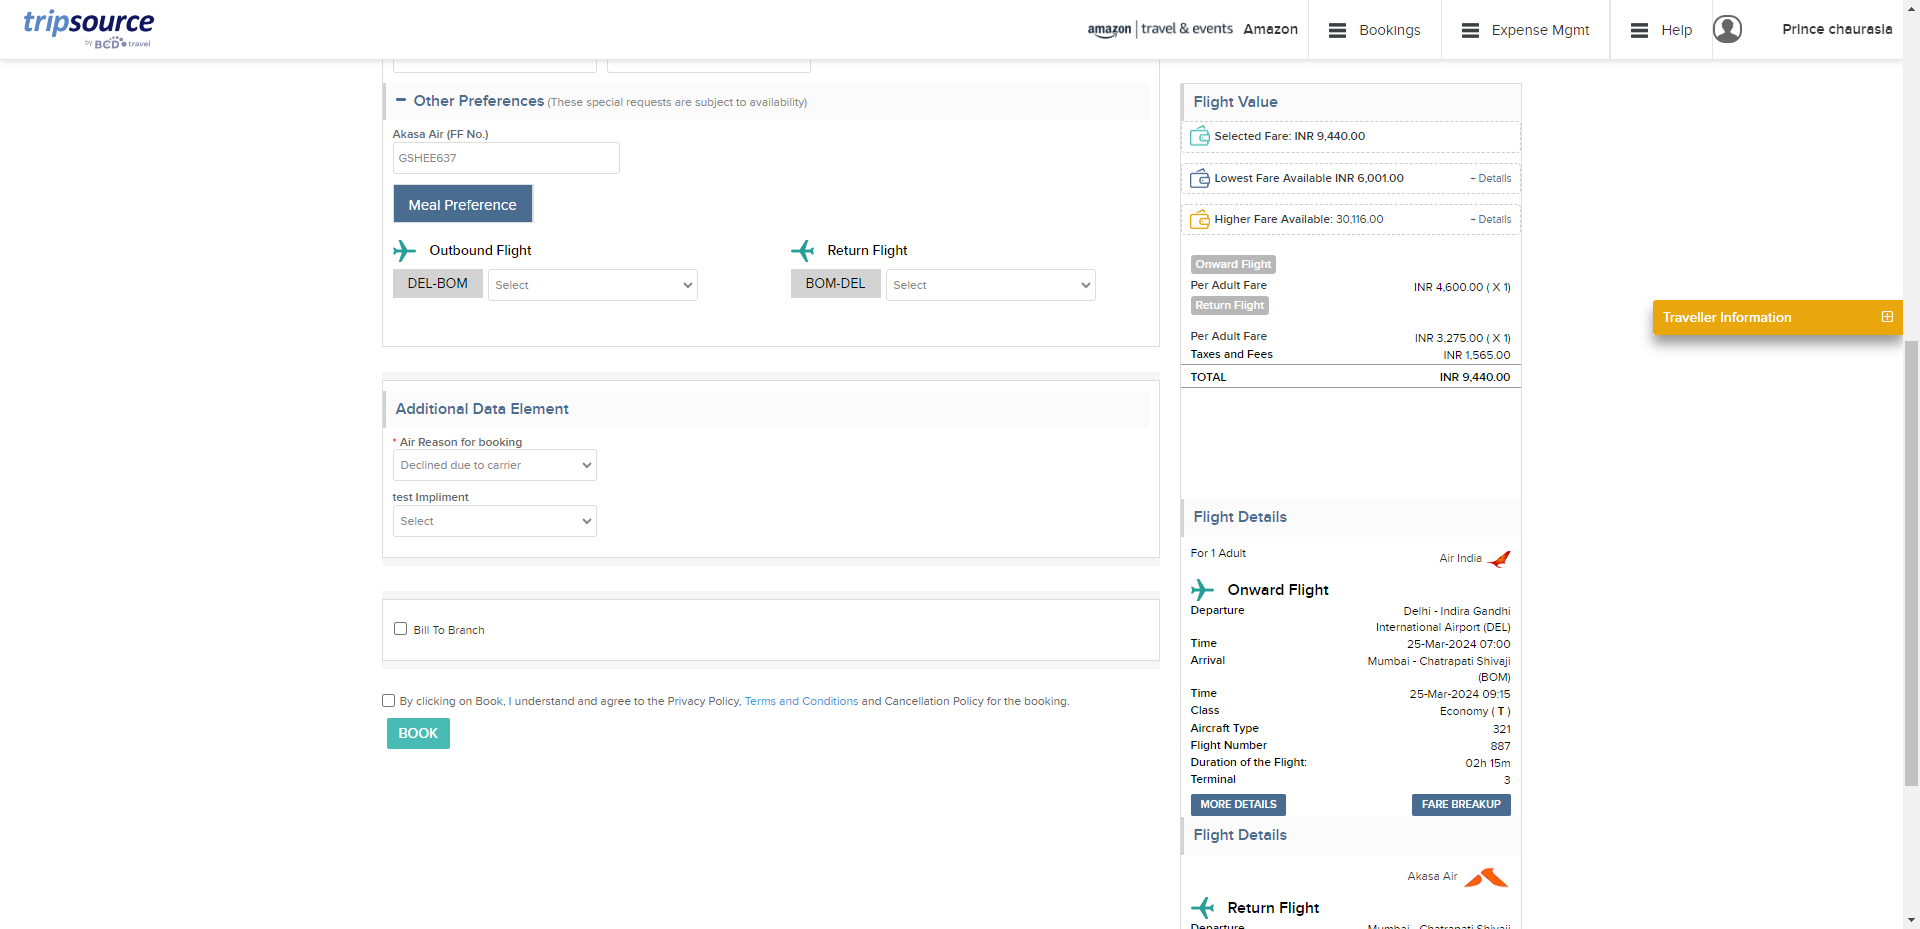 tripsource
by BCD travel
amazon | travel & events Amazon
Bookings
Expense Mgmt
Help
Prince chaurasia
Other Preferences (These special requests are subject to availability)
Akasa Air (FF No.)
GSHEE637
Meal Preference
Outbound Flight
Return Flight
DEL-BOM
Select
BOM-DEL
Select
Additional Data Element
* Air Reason for booking
Declined due to carrier
test Impliment
Select
Bill To Branch
By clicking on Book, I understand and agree to the Privacy Policy, Terms and Conditions and Cancellation Policy for the booking.
BOOK
Flight Value
Selected Fare: INR 9,440.00
Lowest Fare Available INR 6,001.00 + Details
Higher Fare Available: 30,116.00 + Details
Onward Flight
Per Adult Fare INR 4,600.00 ( X 1)
Return Flight
Per Adult Fare INR 3,275.00 ( X 1)
Taxes and Fees INR 1,565.00
TOTAL INR 9,440.00
Traveller Information
Flight Details
For 1 Adult Air India
Onward Flight
Departure Delhi - Indira Gandhi
International Airport (DEL)
Time 25-Mar-2024 07:00
Arrival Mumbai - Chatrapati Shivaji
(BOM)
Time 25-Mar-2024 09:15
Class Economy ( T )
Aircraft Type 321
Flight Number 887
Duration of the Flight: 02h 15m
Terminal 3
MORE DETAILS FARE BREAKUP
Flight Details
Akasa Air
Return Flight
Departure Mumbai - Chatrapati Shivaji